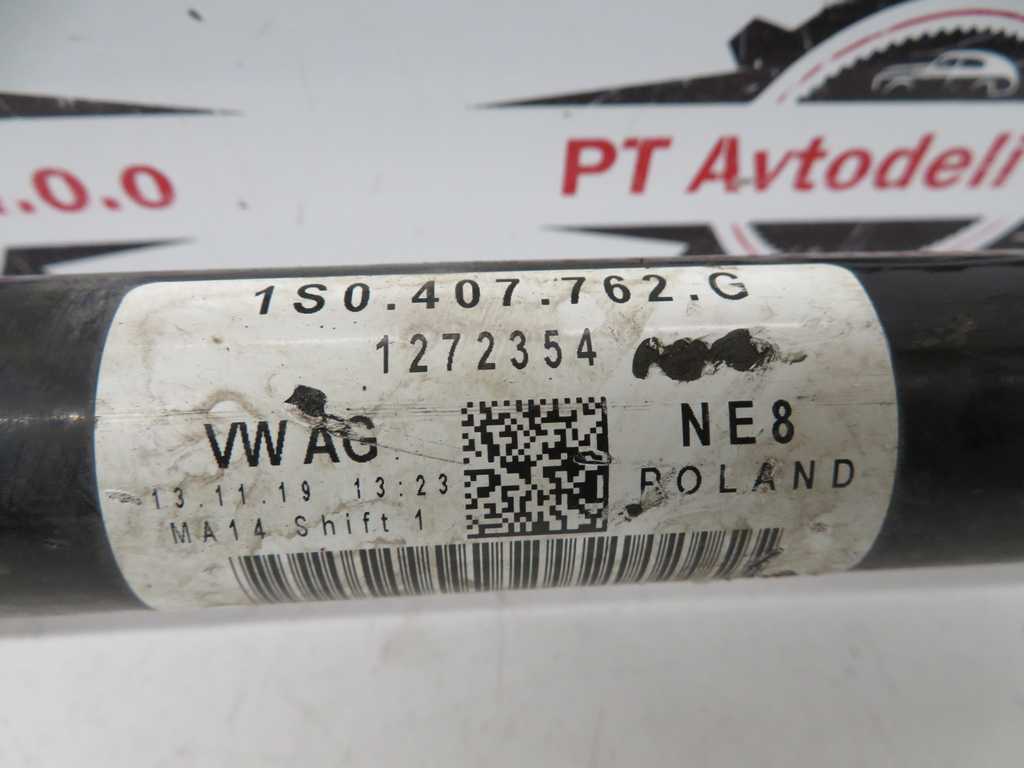 .0.0
PT Avtodeli
1S0.407.762.G
1272354
VW AG
NE8
13.11.19 13:23
POLAND
MA14 Shift 1